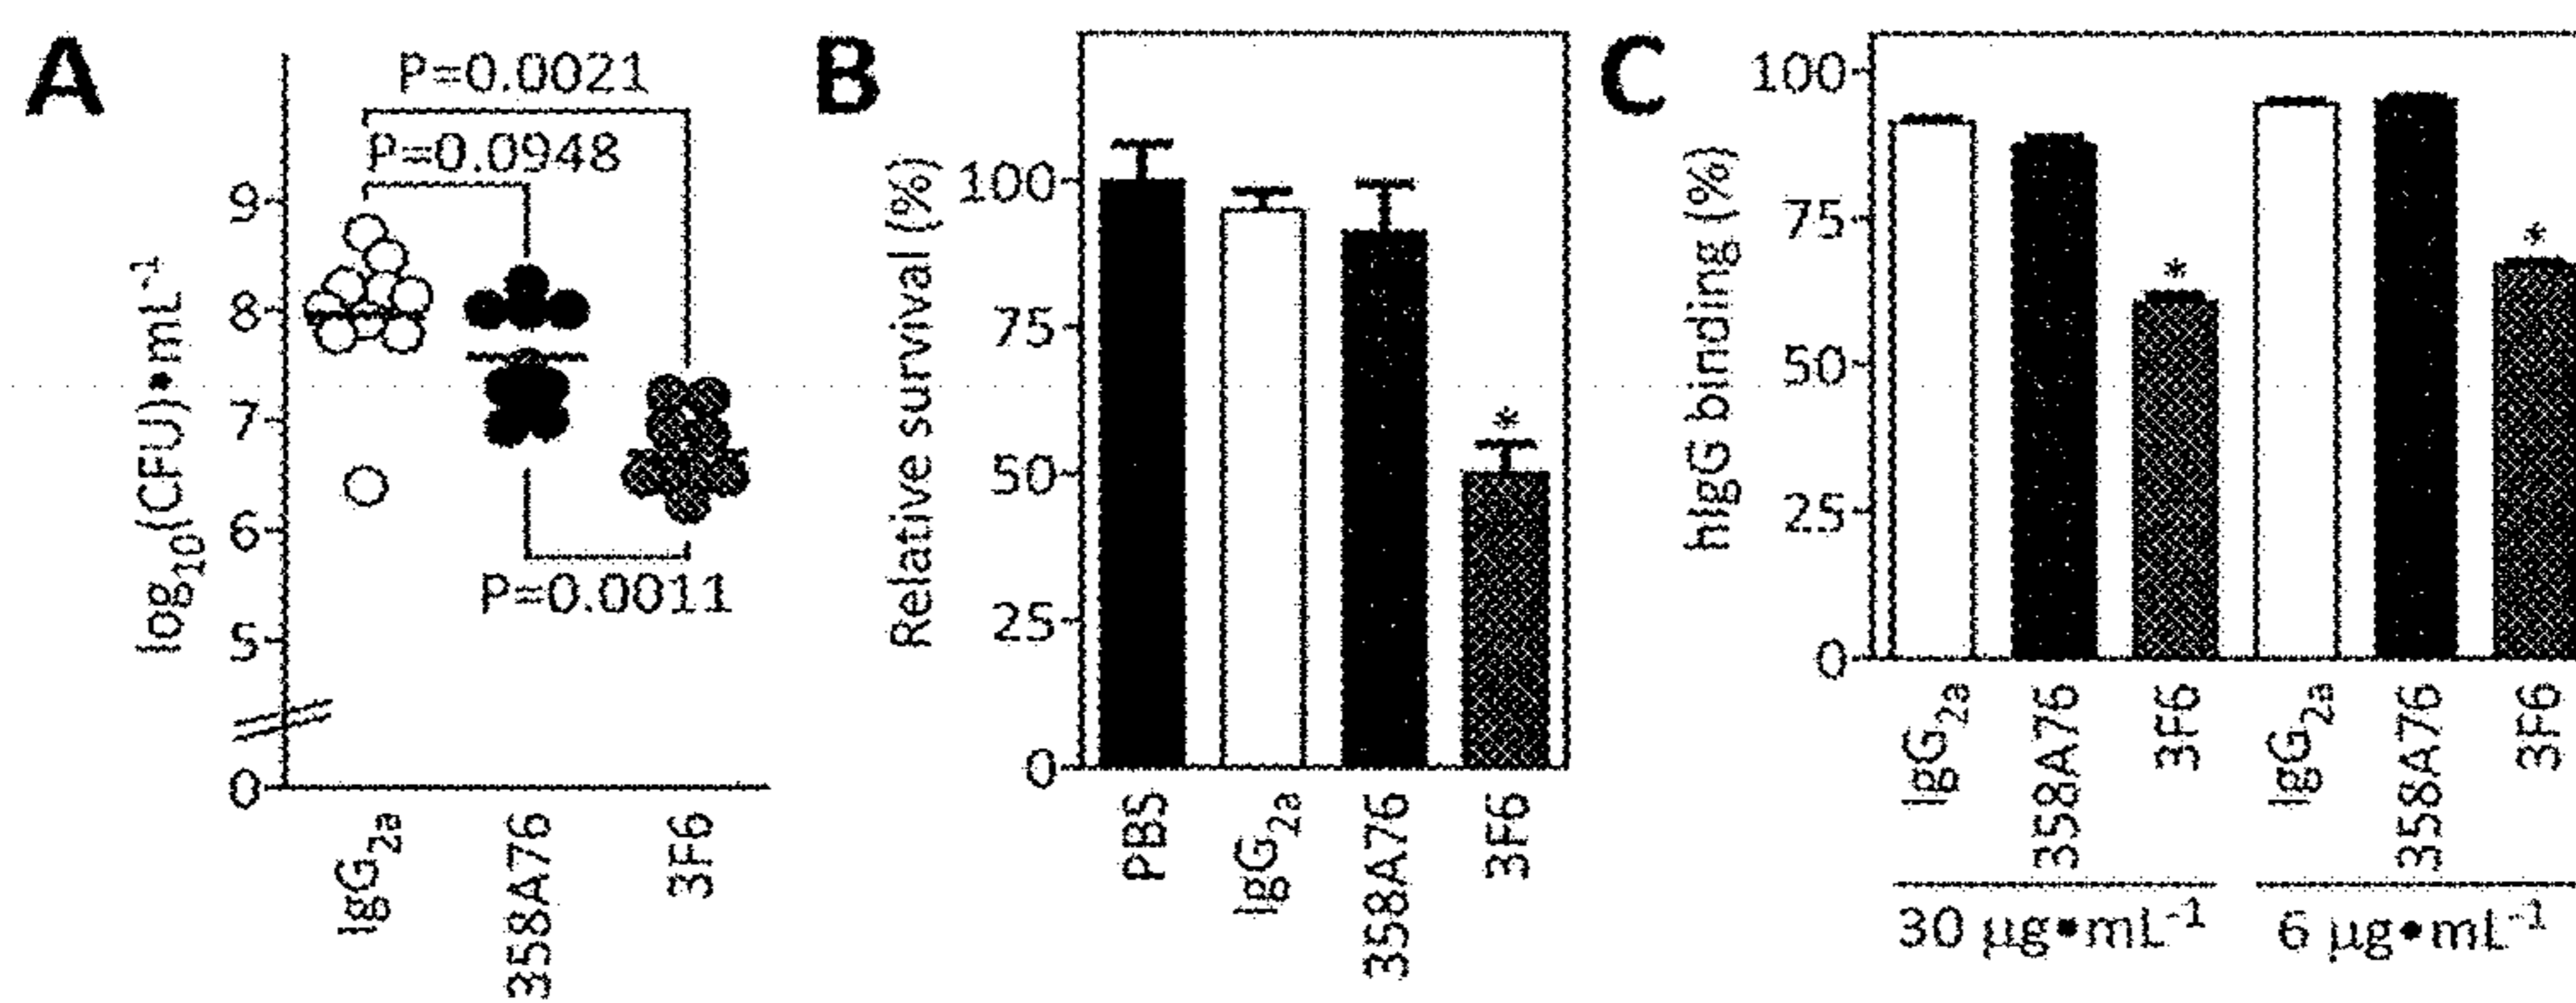 A
P=0.0021
P=0.0948
log10(CFU)•mL-1
9
8
7
6
5
0
P=0.0011
IgG2a
358A76
3F6
B
Relative survival (%)
100
75
50
25
0
*
PBS
IgG2a
358A76
3F6
C
hIgG binding (%)
100
75
50
25
0
*
*
IgG2a
358A76
3F6
IgG2a
358A76
3F6
30 µg•mL-1
6 µg•mL-1